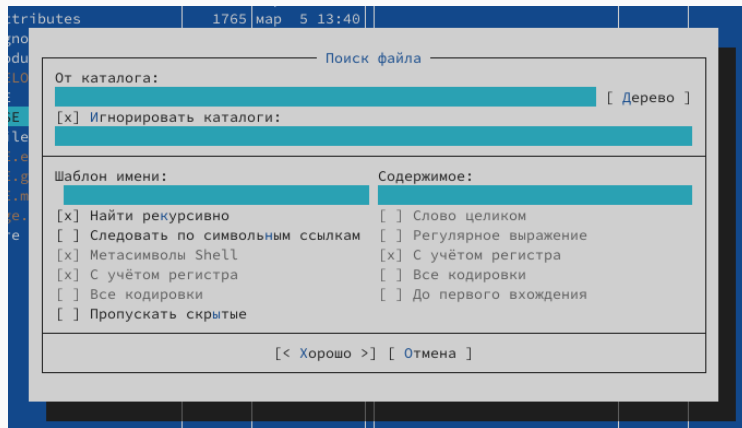 ttributes 1765 мар 5 13:40
Поиск файла
От каталога:
[ Дерево ]
[x] Игнорировать каталоги:
Шаблон имени: Содержимое:
[x] Найти рекурсивно [ ] Слово целиком
[ ] Следовать по символьным ссылкам [ ] Регулярное выражение
[x] Метасимволы Shell [x] С учётом регистра
[x] С учётом регистра [ ] Все кодировки
[ ] Все кодировки [ ] До первого вхождения
[ ] Пропускать скрытые
[< Хорошо >] [ Отмена ]